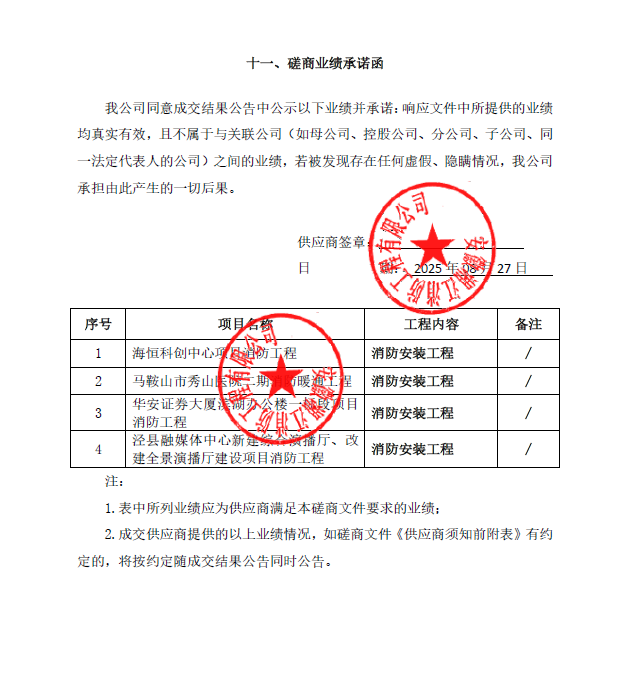 十一、磋商业绩承诺函
我公司同意成交结果公告中公示以下业绩并承诺：响应文件中所提供的业绩
均真实有效，且不属于与关联公司（如母公司、控股公司、分公司、子公司、同
一法定代表人的公司）之间的业绩，若被发现存在任何虚假、隐瞒情况，我公司
承担由此产生的一切后果。
供应商签章：
日 期： 2025 年 08 月 27 日
序号 项目名称 工程内容 备注
1 海恒科创中心项目消防工程 消防安装工程 /
2 马鞍山市秀山医院二期消防暖通工程 消防安装工程 /
3 华安证券大厦滨湖办公楼一标段项目
消防工程 消防安装工程 /
4 泾县融媒体中心新建综合演播厅、改
建全景演播厅建设项目消防工程 消防安装工程 /
注：
1.表中所列业绩应为供应商满足本磋商文件要求的业绩；
2.成交供应商提供的以上业绩情况，如磋商文件《供应商须知前附表》有约
定的，将按约定随成交结果公告同时公告。